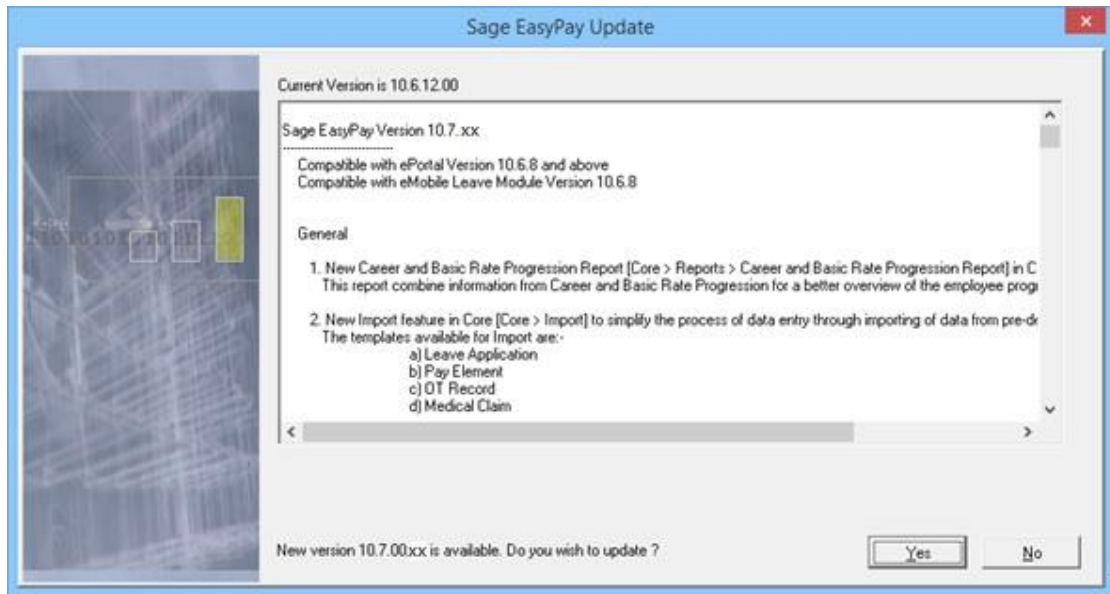 Sage EasyPay Update
Current Version is 10.6.12.00
Sage EasyPay Version 10.7.xx
------------------------------
Compatible with ePortal Version 10.6.8 and above
Compatible with eMobile Leave Module Version 10.6.8
General
1. New Career and Basic Rate Progression Report [Core > Reports > Career and Basic Rate Progression Report] in C
This report combine information from Career and Basic Rate Progression for a better overview of the employee prog
2. New Import feature in Core [Core > Import] to simplify the process of data entry through importing of data from pre-de
The templates available for Import are:-
a) Leave Application
b) Pay Element
c) OT Record
d) Medical Claim
New version 10.7.00.xx is available. Do you wish to update ?
Yes
No